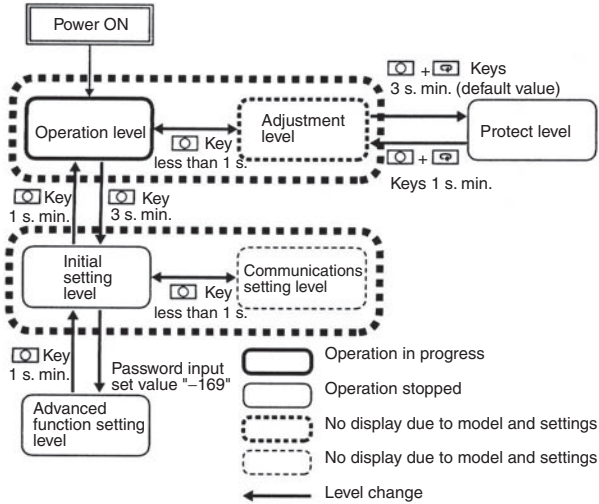 Power ON
Operation level
Key
less than 1 s.
Adjustment
level
+ Keys
3 s. min. (default value)
Protect level
+
Keys 1 s. min.
Key
1 s. min.
Key
3 s. min.
Initial
setting
level
Key
less than 1 s.
Communications
setting level
Key
1 s. min.
Password input
set value "–169"
Advanced
function setting
level
Operation in progress
Operation stopped
No display due to model and settings
No display due to model and settings
Level change